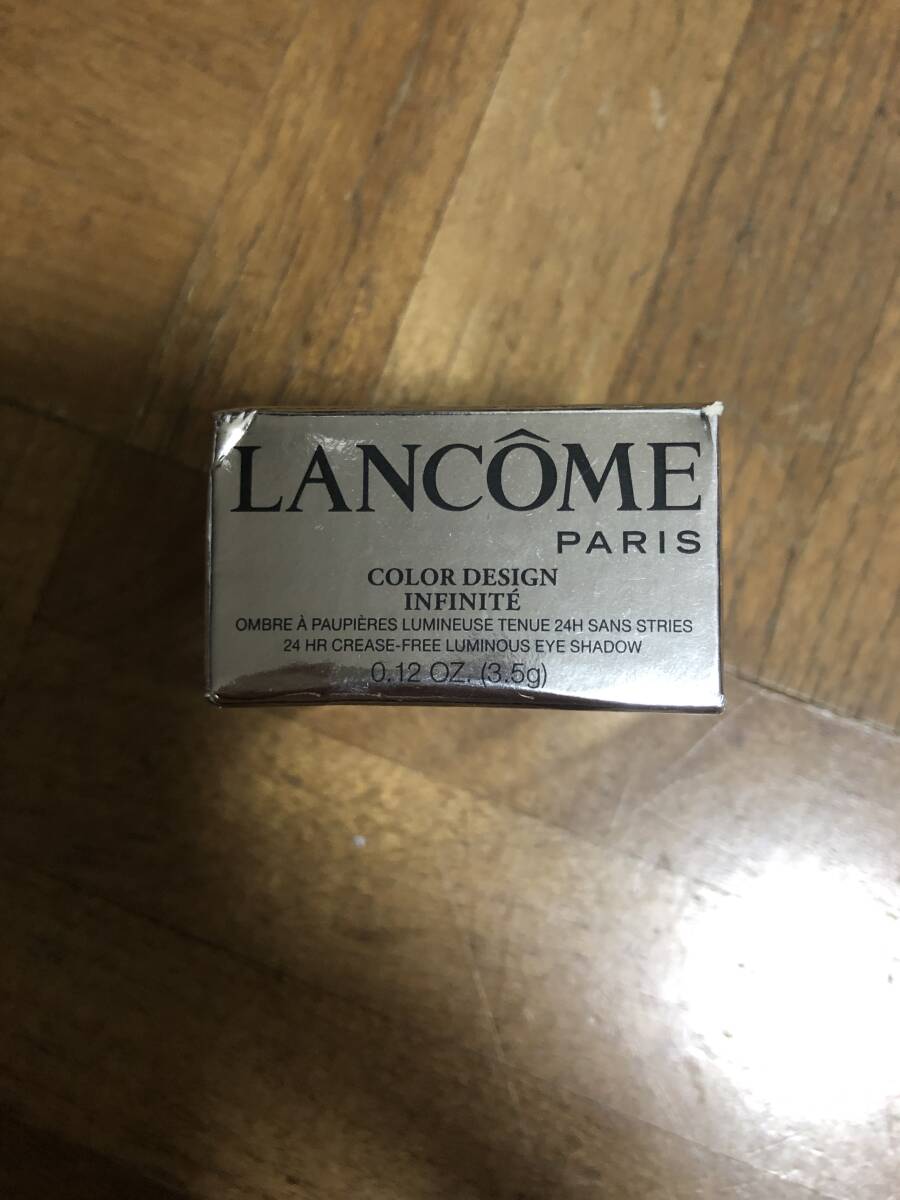 LANCÔME
PARIS
COLOR DESIGN
INFINITÉ
OMBRE À PAUPIÈRES LUMINEUSE TENUE 24H SANS STRIES
24 HR CREASE-FREE LUMINOUS EYE SHADOW
0.12 OZ. (3.5g)